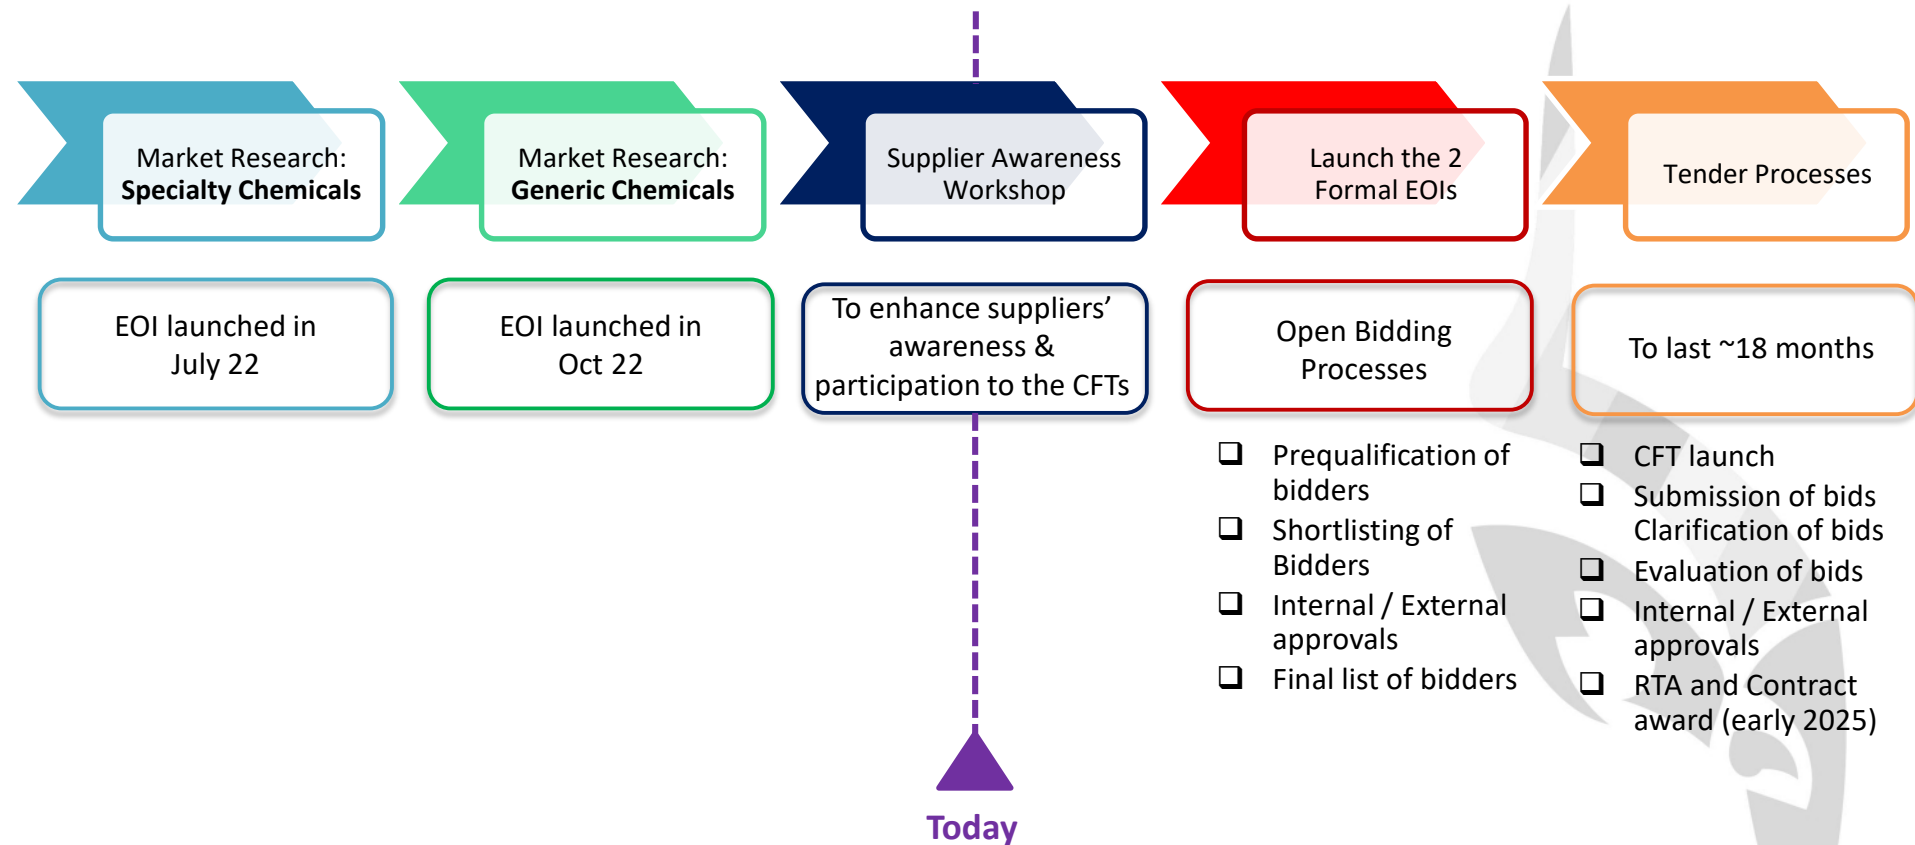 Market Research:
Specialty Chemicals
Market Research:
Generic Chemicals
Supplier Awareness
Workshop
Launch the 2
Formal EOIs
Tender Processes
EOI launched in
July 22
EOI launched in
Oct 22
To enhance suppliers’
awareness &
participation to the CFTs
Open Bidding
Processes
To last ~18 months
❑ Prequalification of
bidders
❑ Shortlisting of
Bidders
❑ Internal / External
approvals
❑ Final list of bidders
❑ CFT launch
❑ Submission of bids
Clarification of bids
❑ Evaluation of bids
❑ Internal / External
approvals
❑ RTA and Contract
award (early 2025)
Today